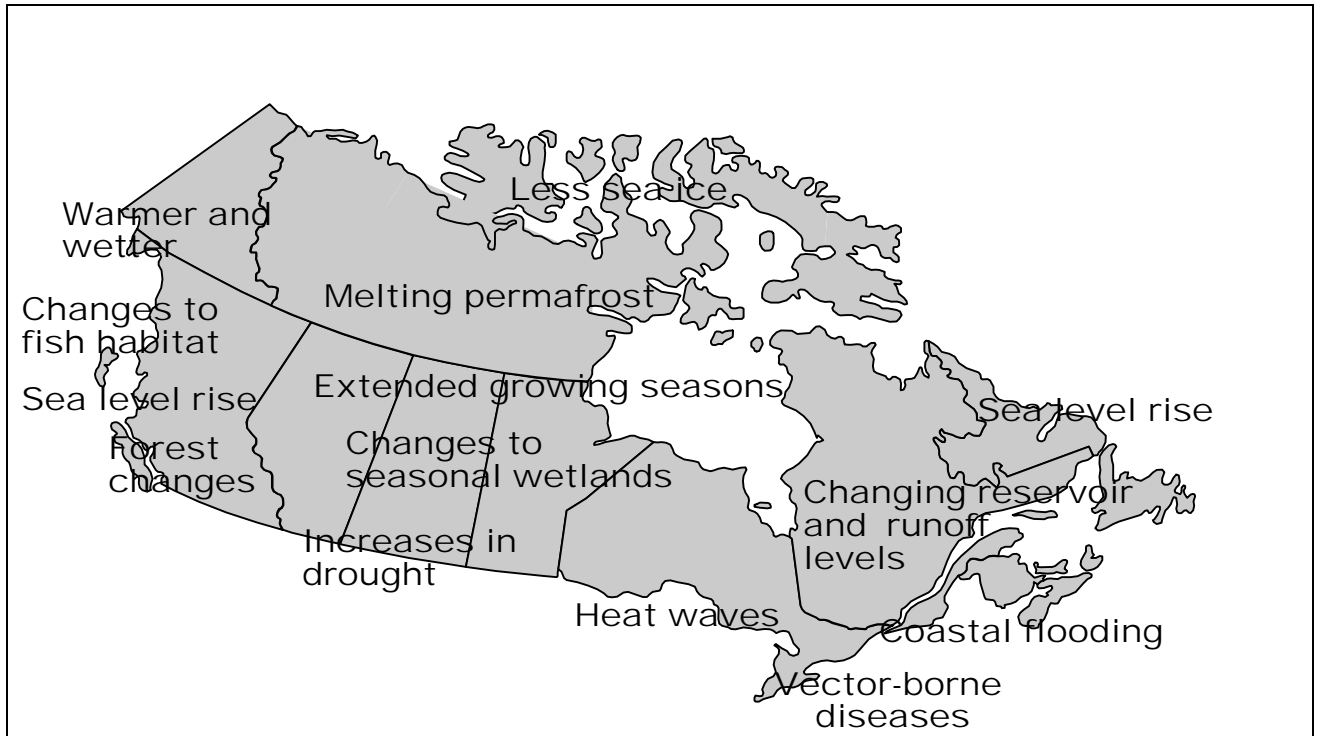 Less sea ice
Warmer and
wetter
Melting permafrost
Changes to
fish habitat
Extended growing seasons
Sea level rise
Sea level rise
Forest
changes
Changes to
seasonal wetlands
Changing reservoir
and runoff
levels
Increases in
drought
Heat waves
Coastal flooding
Vector-borne
diseases